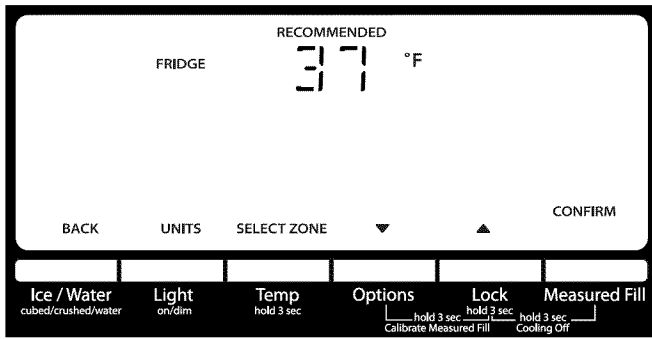 RECOMMENDED
FRIDGE 37 °F
CONFIRM
BACK UNITS SELECT ZONE ▼ ▲
Ice / Water Light Temp Options Lock Measured Fill
cubed/crushed/water on/dim hold 3 sec hold 3 sec
hold 3 sec hold 3 sec
Calibrate Measured Fill Cooling Off